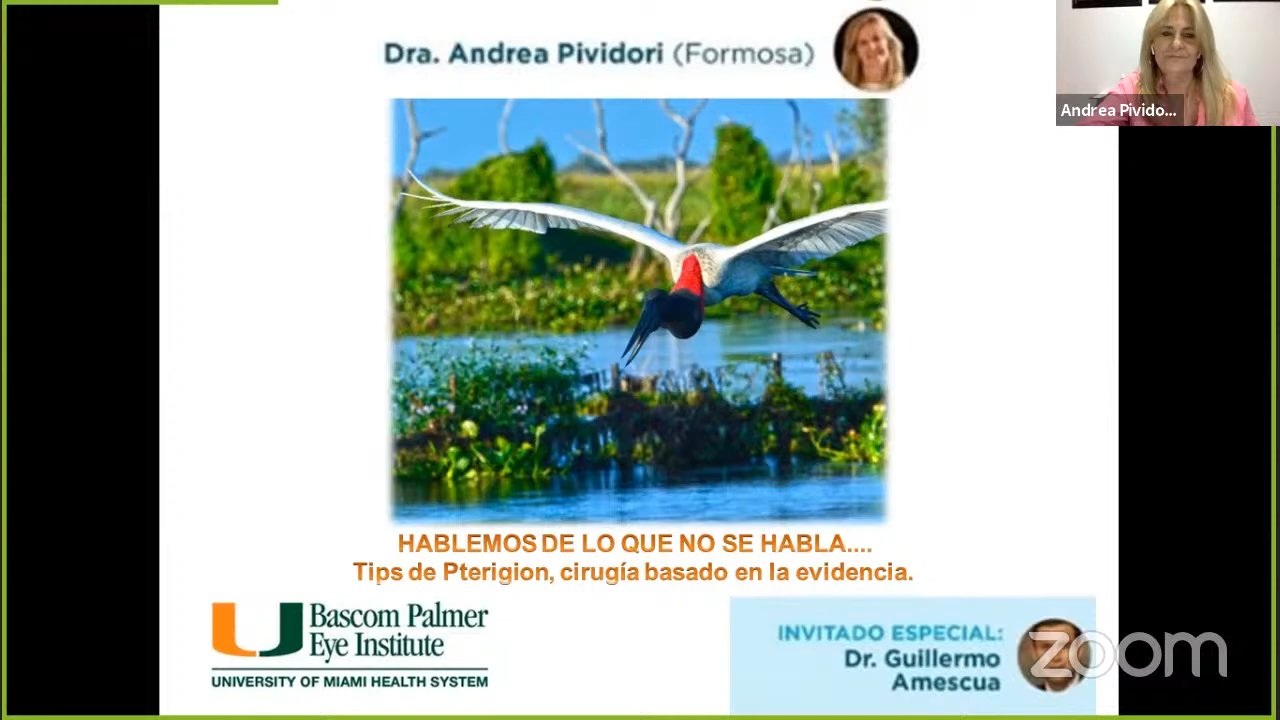 Dra. Andrea Pividori (Formosa)
Andrea Pivido...
HABLEMOS DE LO QUE NO SE HABLA....
Tips de Pterigion, cirugía basado en la evidencia.
Bascom Palmer
Eye Institute
UNIVERSITY OF MIAMI HEALTH SYSTEM
INVITADO ESPECIAL:
Dr. Guillermo
Amescua
zoom